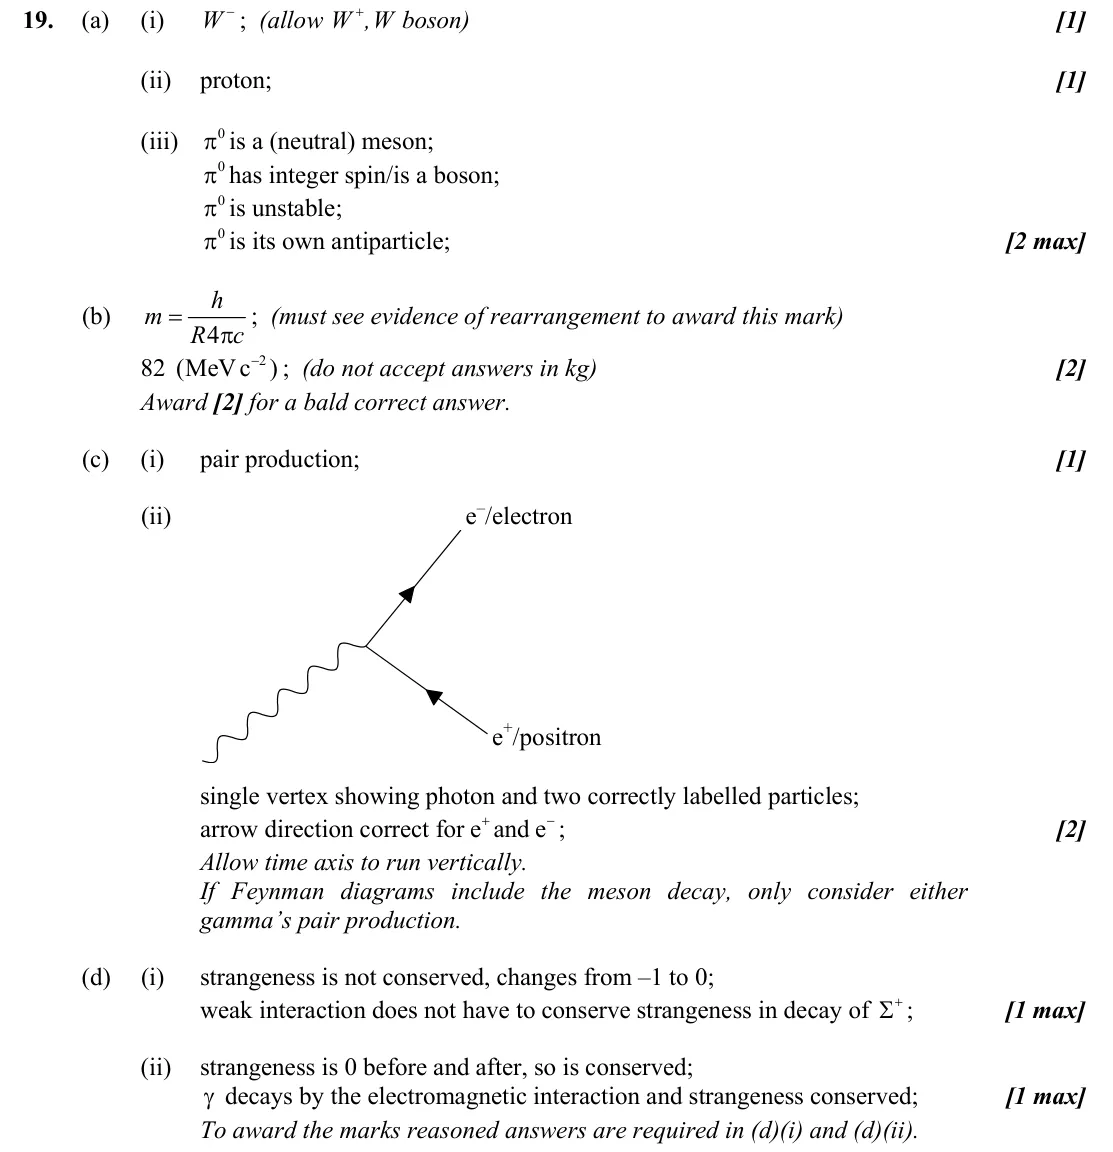 19. (a) (i) W⁻ ; (allow W⁺, W boson) [1]
(ii) proton; [1]
(iii) π⁰ is a (neutral) meson;
π⁰ has integer spin/is a boson;
π⁰ is unstable;
π⁰ is its own antiparticle; [2 max]
(b) m = h / R4πc ; (must see evidence of rearrangement to award this mark)
82 (MeV c⁻²) ; (do not accept answers in kg) [2]
Award [2] for a bald correct answer.
(c) (i) pair production; [1]
(ii) e⁻/electron
e⁺/positron
single vertex showing photon and two correctly labelled particles;
arrow direction correct for e⁺ and e⁻ ; [2]
Allow time axis to run vertically.
If Feynman diagrams include the meson decay, only consider either
gamma’s pair production.
(d) (i) strangeness is not conserved, changes from –1 to 0;
weak interaction does not have to conserve strangeness in decay of Σ⁺ ; [1 max]
(ii) strangeness is 0 before and after, so is conserved;
γ decays by the electromagnetic interaction and strangeness conserved; [1 max]
To award the marks reasoned answers are required in (d)(i) and (d)(ii).